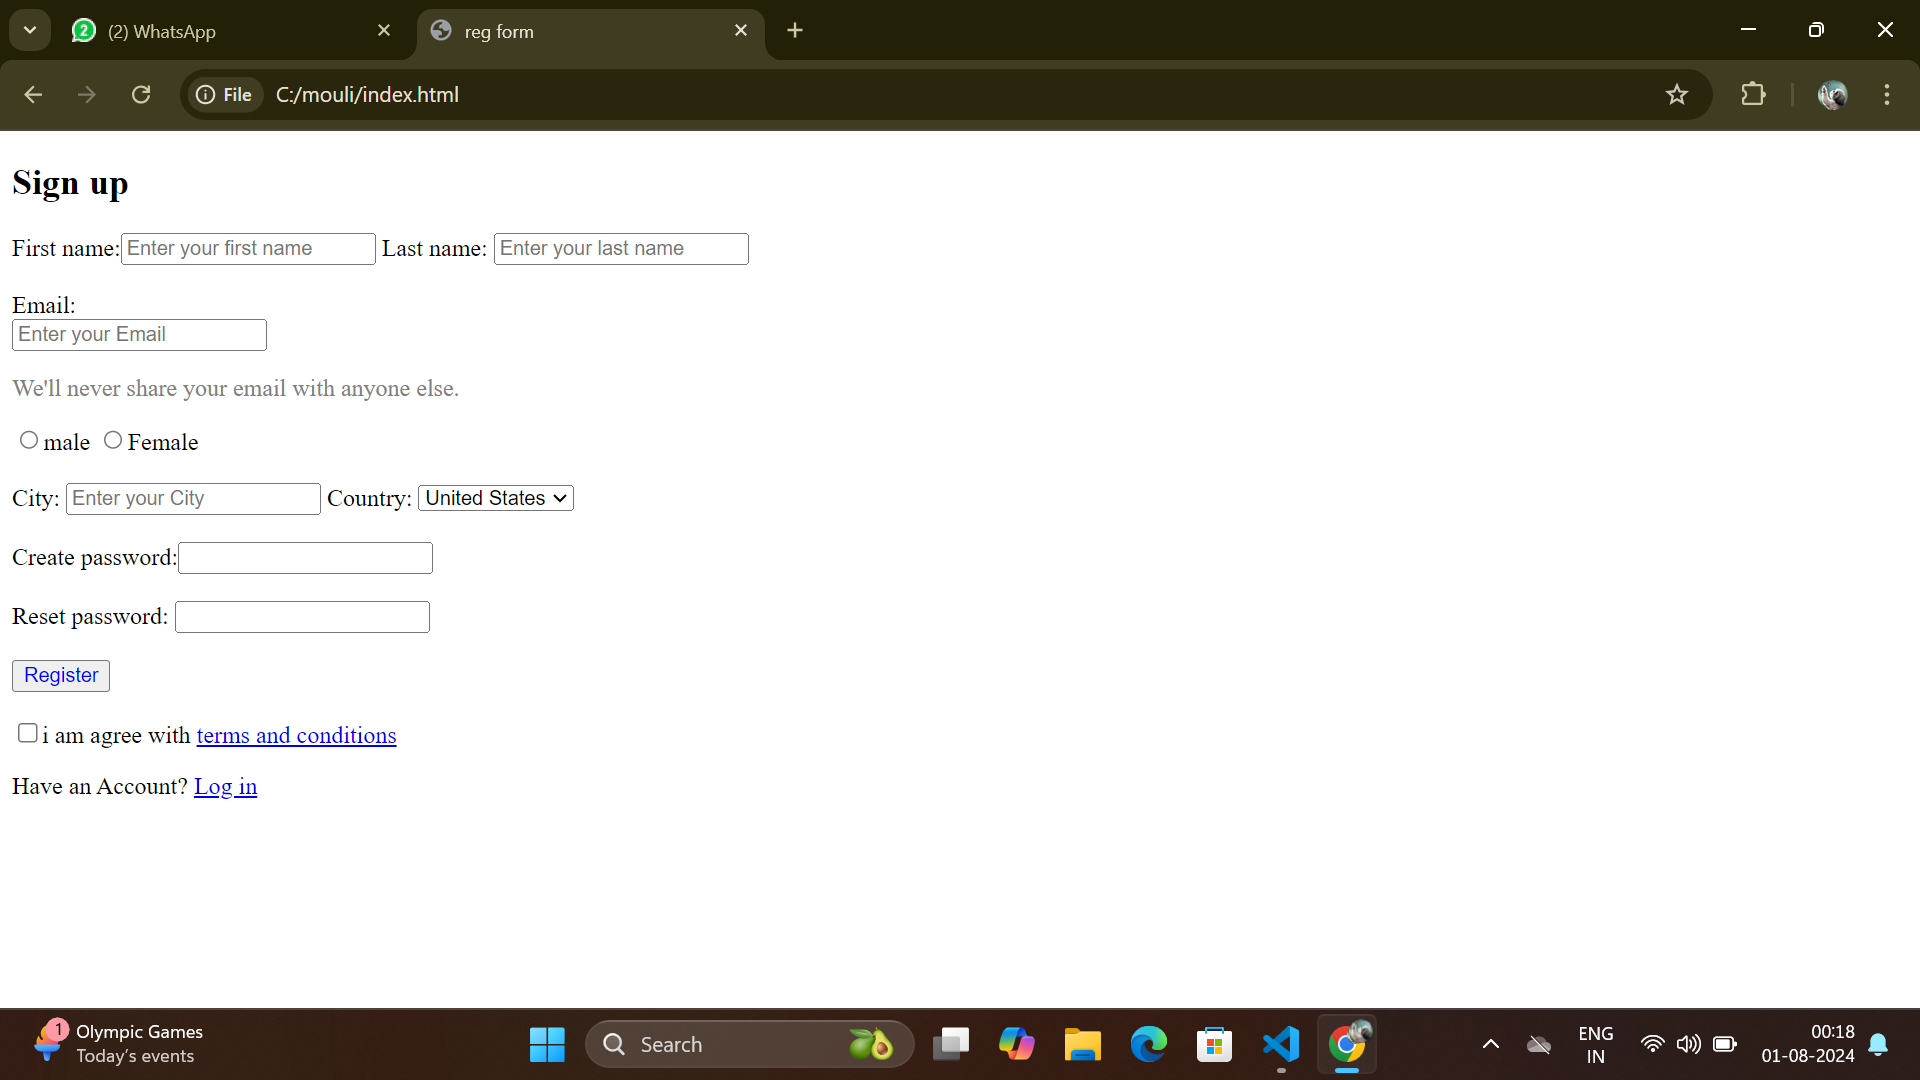 2 (2) WhatsApp
reg form
File C:/mouli/index.html
Sign up
First name: Enter your first name Last name: Enter your last name
Email:
Enter your Email
We'll never share your email with anyone else.
male Female
City: Enter your City Country: United States
Create password:
Reset password:
Register
i am agree with terms and conditions
Have an Account? Log in
1 Olympic Games
Today's events
Search
ENG
IN
00:18
01-08-2024